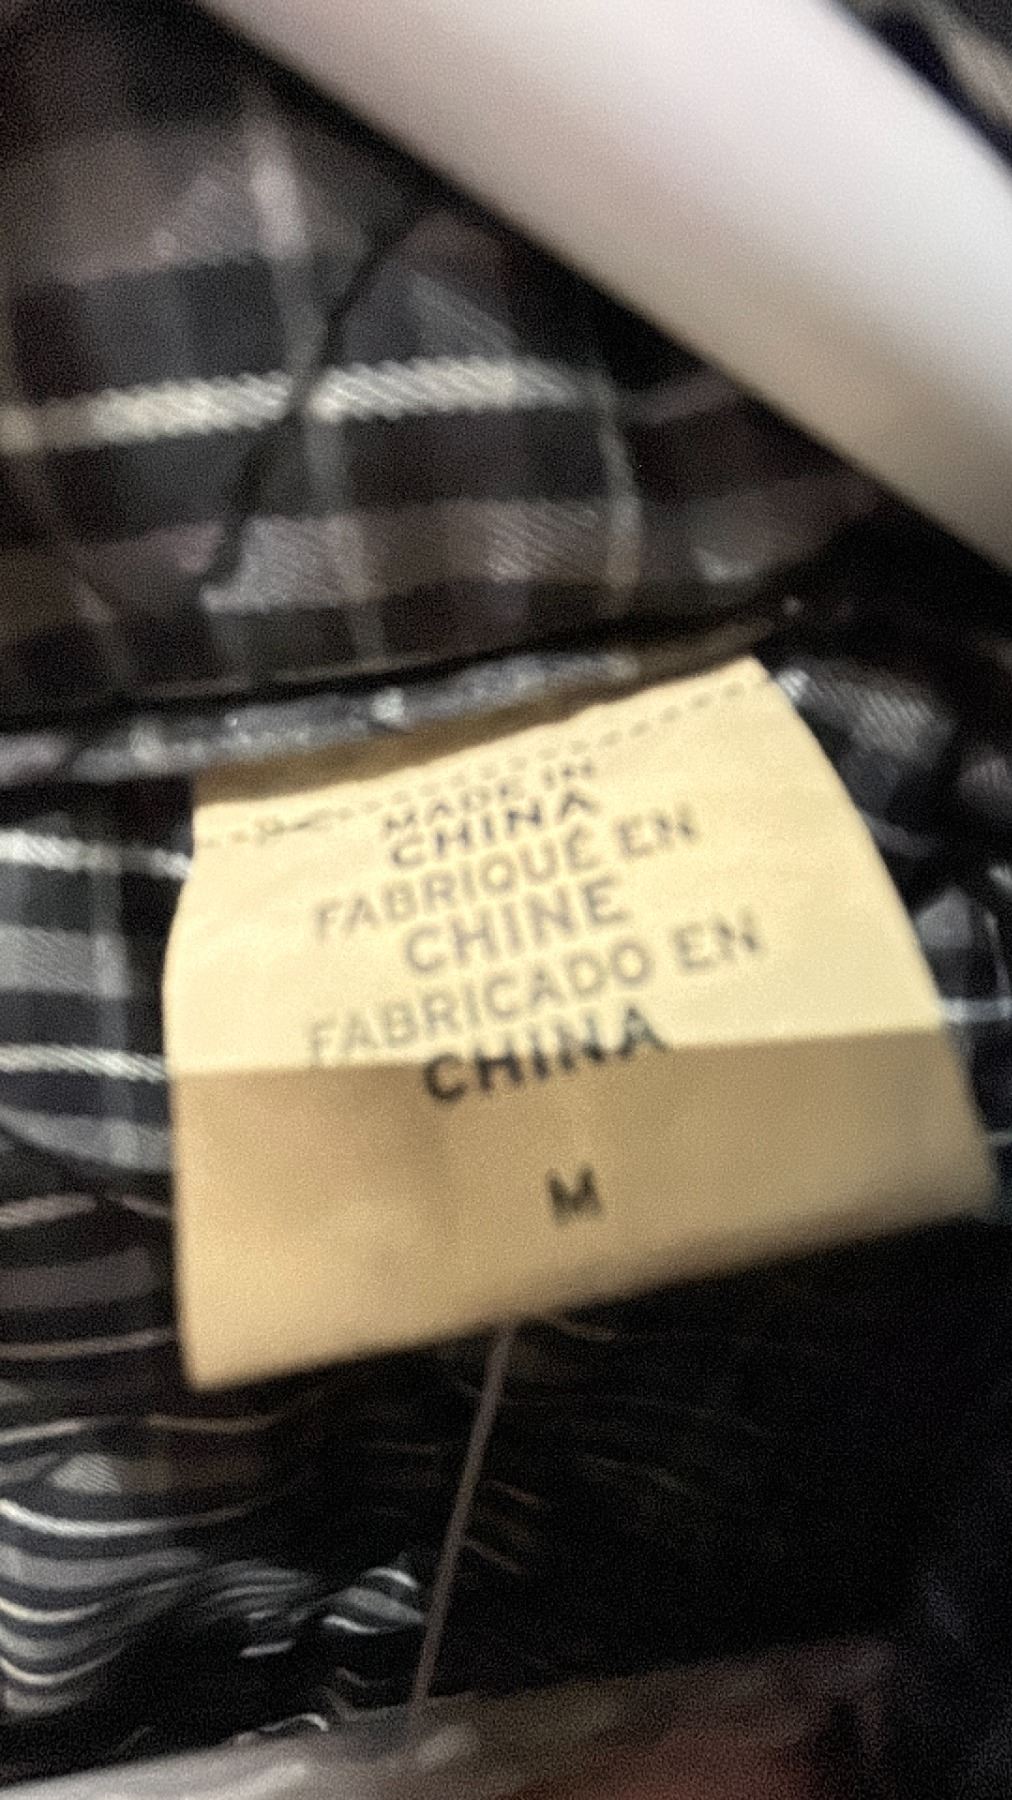 MADE IN
CHINA
FABRIQUÉ EN
CHINE
FABRICADO EN
CHINA
M